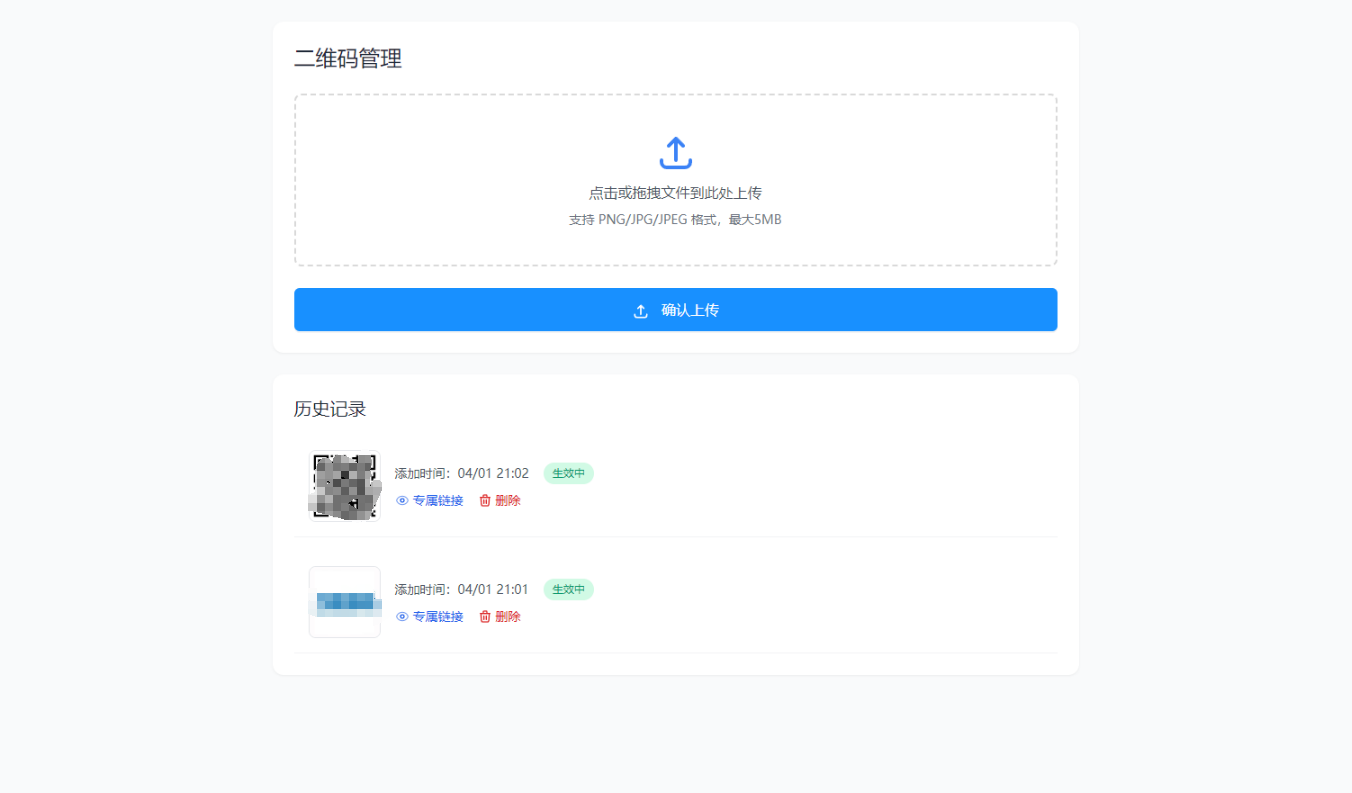 二维码管理
点击或拖拽文件到此处上传
支持 PNG/JPG/JPEG 格式，最大5MB
确认上传
历史记录
添加时间：04/01 21:02 生效中
专属链接 删除
添加时间：04/01 21:01 生效中
专属链接 删除